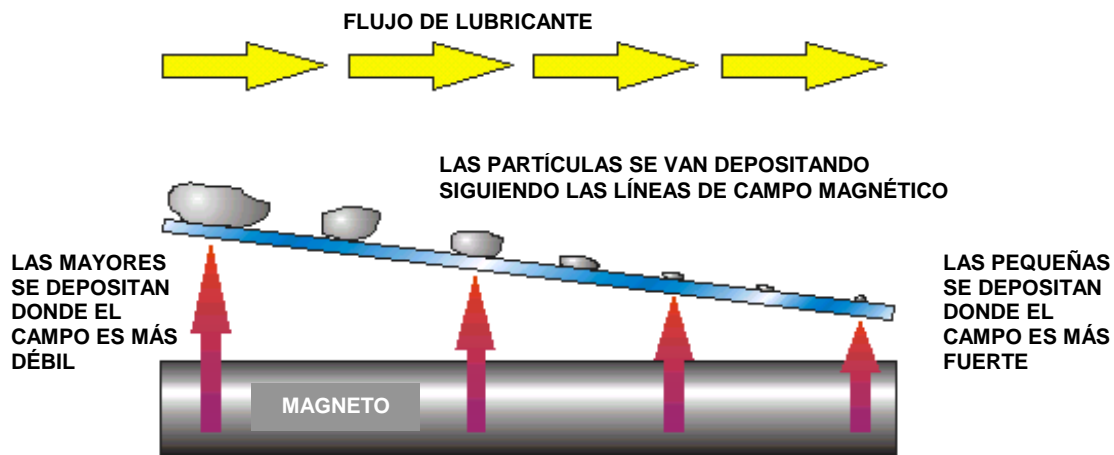 FLUJO DE LUBRICANTE
LAS PARTÍCULAS SE VAN DEPOSITANDO
SIGUIENDO LAS LÍNEAS DE CAMPO MAGNÉTICO
LAS MAYORES
SE DEPOSITAN
DONDE EL
CAMPO ES MÁS
DÉBIL
LAS PEQUEÑAS
SE DEPOSITAN
DONDE EL
CAMPO ES MÁS
FUERTE
MAGNETO